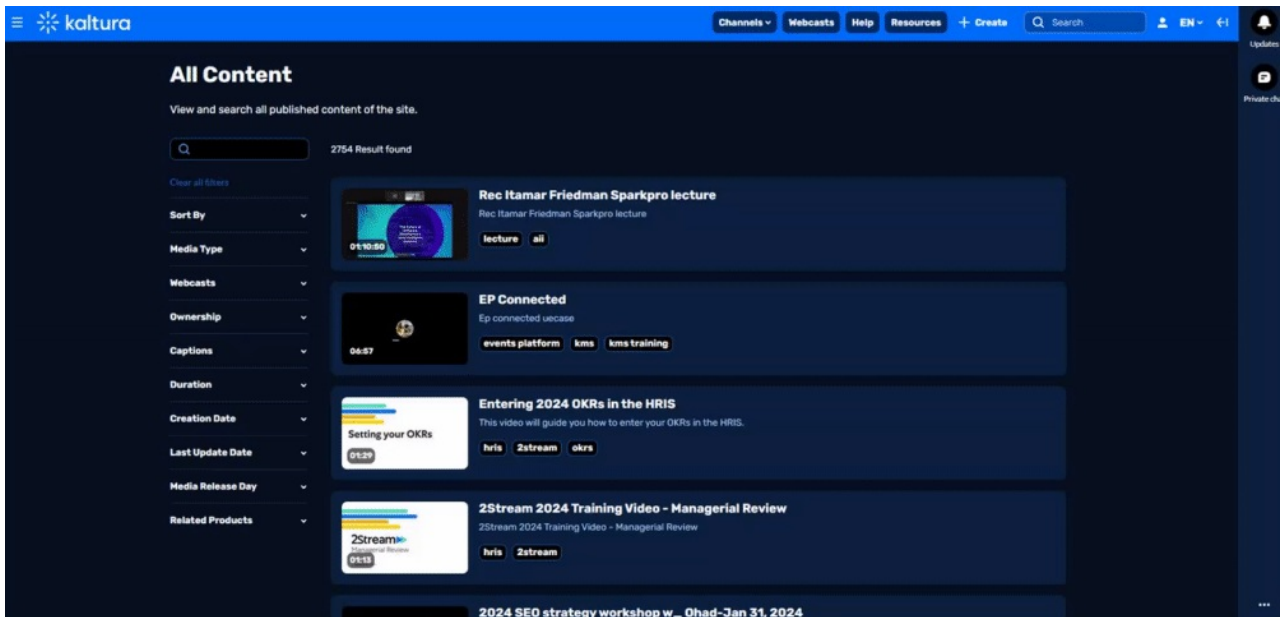 kaltura
Channels Webcasts Help Resources + Create Search EN
Updates
Private ch
All Content
View and search all published content of the site.
2754 Result found
Clear all filters
Sort By
Media Type
Webcasts
Ownership
Captions
Duration
Creation Date
Last Update Date
Media Release Day
Related Products
Rec Itamar Friedman Sparkpro lecture
Rec Itamar Friedman Sparkpro lecture
lecture aii
01:10:50
EP Connected
Ep connected uecase
events platform kms kms training
06:57
Entering 2024 OKRs in the HRIS
This video will guide you how to enter your OKRs in the HRIS.
hris 2stream okrs
Setting your OKRs
01:29
2Stream 2024 Training Video - Managerial Review
2Stream 2024 Training Video - Managerial Review
hris 2stream
2Stream
Managerial Review
01:13
2024 SEO strategy workshop w_ Ohad-Jan 31, 2024